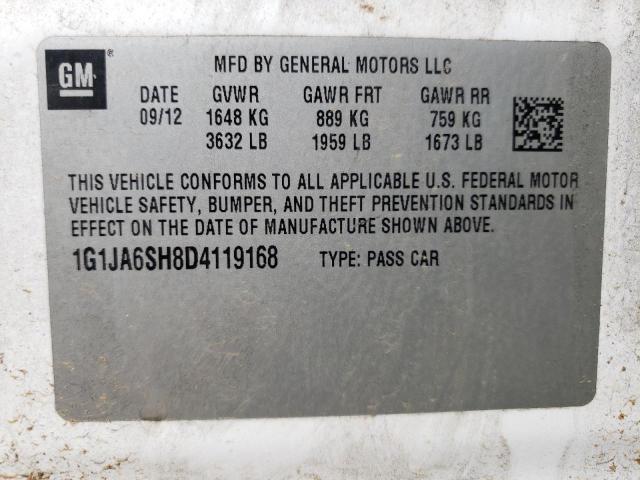 GM MFD BY GENERAL MOTORS LLC
DATE GVWR GAWR FRT GAWR RR
09/12 1648 KG 889 KG 759 KG
3632 LB 1959 LB 1673 LB
THIS VEHICLE CONFORMS TO ALL APPLICABLE U.S. FEDERAL MOTOR
VEHICLE SAFETY, BUMPER, AND THEFT PREVENTION STANDARDS IN
EFFECT ON THE DATE OF MANUFACTURE SHOWN ABOVE.
1G1JA6SH8D4119168 TYPE: PASS CAR